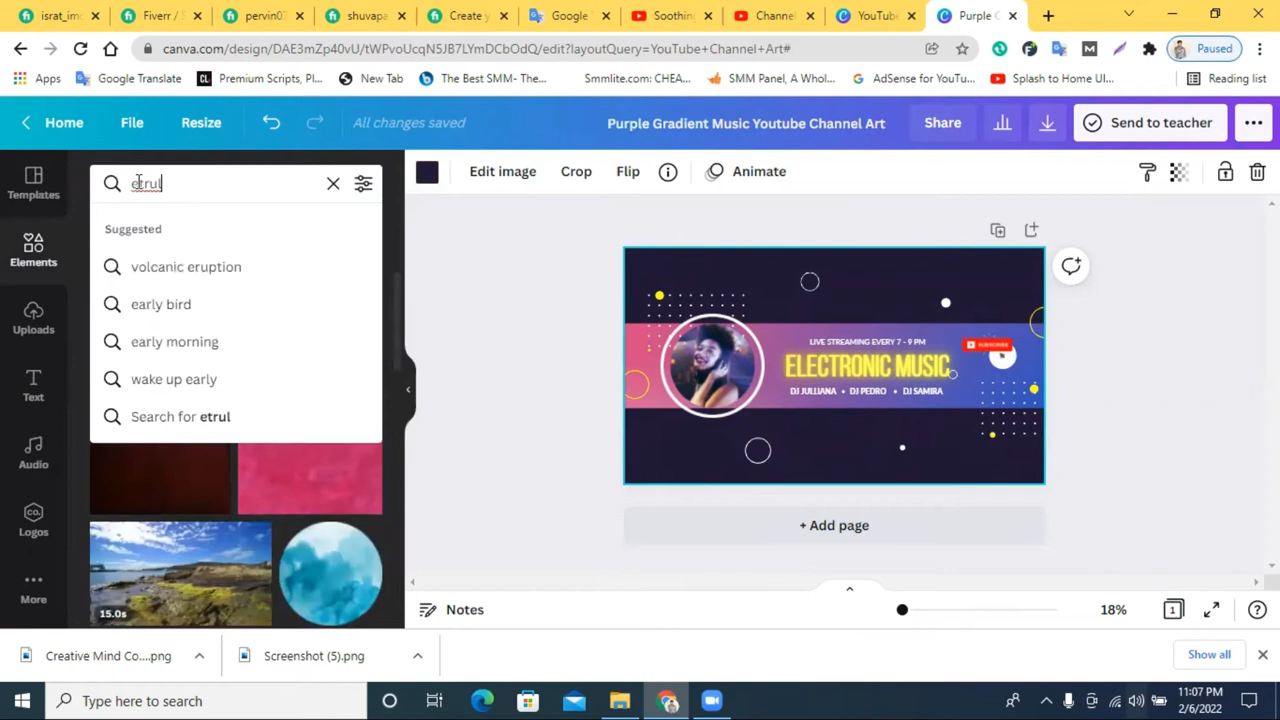 israt_im
Fiverr / S
pervin07
shuvapa
Create y
Google T
Soothing
Channel
YouTube
Purple G
canva.com/design/DAE3mZp40vU/tWPvoUcqN5JB7LYmDCbOdQ/edit?layoutQuery=YouTube+Channel+Art#
Paused
Apps
Google Translate
Premium Scripts, Pl...
New Tab
The Best SMM- The...
Smmlite.com: CHEA...
SMM Panel, A Whol...
AdSense for YouTu...
Splash to Home UI...
Reading list
Home
File
Resize
All changes saved
Purple Gradient Music Youtube Channel Art
Share
Send to teacher
Templates
Elements
Uploads
Text
Audio
Logos
More
etrul
Suggested
volcanic eruption
early bird
early morning
wake up early
Search for etrul
15.0s
Edit image
Crop
Flip
Animate
LIVE STREAMING EVERY 7 - 9 PM
ELECTRONIC MUSIC
DJ JULLIANA • DJ PEDRO • DJ SAMIRA
SUBSCRIBE
+ Add page
Notes
18%
1
Creative Mind Co....png
Screenshot (5).png
Show all
Type here to search
11:07 PM
2/6/2022